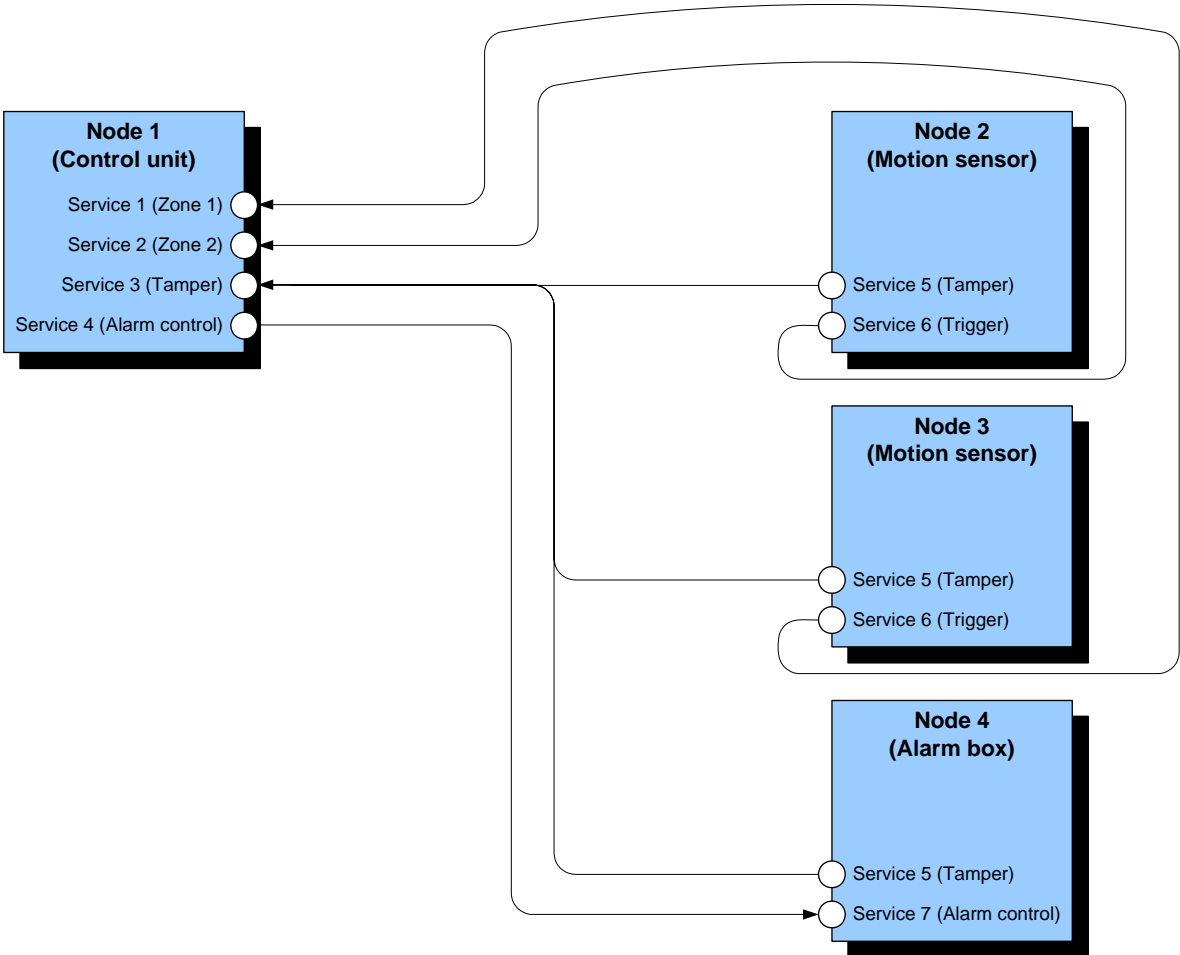 Node 1
(Control unit)
Service 1 (Zone 1)
Service 2 (Zone 2)
Service 3 (Tamper)
Service 4 (Alarm control)
Node 2
(Motion sensor)
Service 5 (Tamper)
Service 6 (Trigger)
Node 3
(Motion sensor)
Service 5 (Tamper)
Service 6 (Trigger)
Node 4
(Alarm box)
Service 5 (Tamper)
Service 7 (Alarm control)